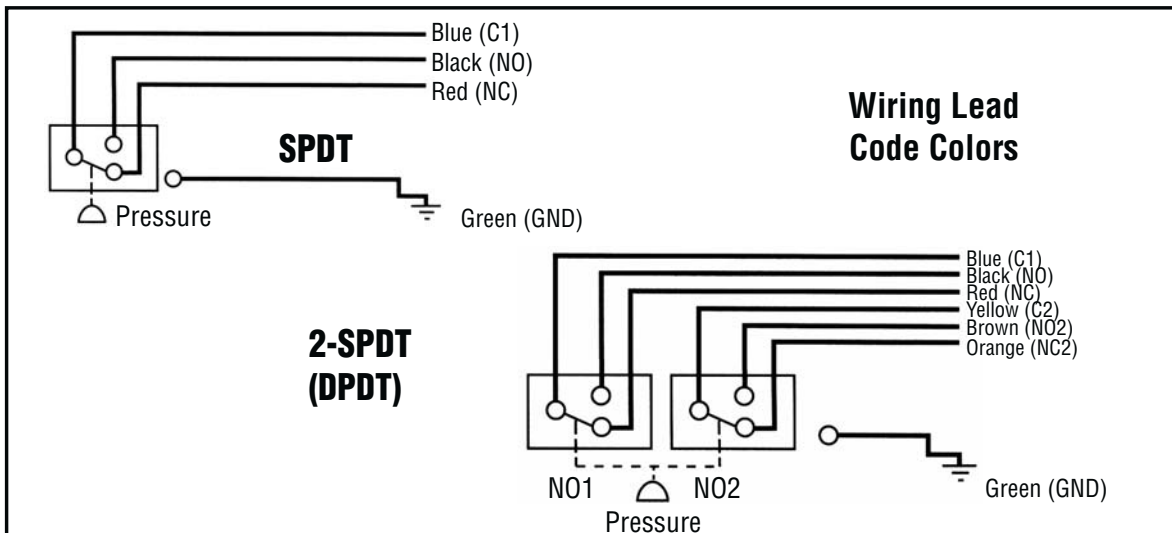 Blue (C1)
Black (NO)
Red (NC)
Wiring Lead
Code Colors
SPDT
Pressure
Green (GND)
Blue (C1)
Black (NO)
Red (NC)
Yellow (C2)
Brown (NO2)
Orange (NC2)
2-SPDT
(DPDT)
NO1
NO2
Green (GND)
Pressure